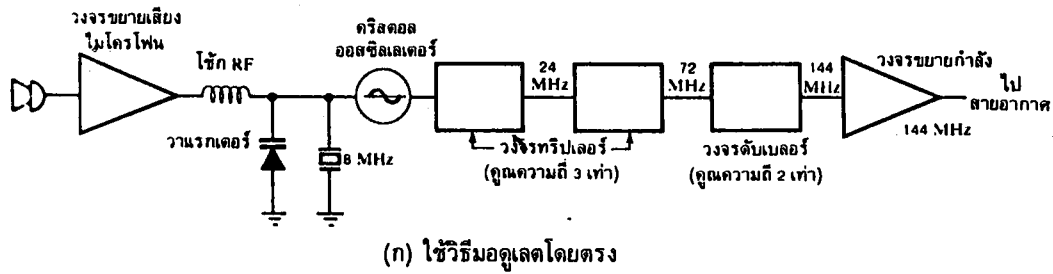 วงจรขยายเสียง
ไมโครโฟน
โช้ก RF
คริสตอล
ออสซิลเลเตอร์
24
MHz
72
MHz
144
MHz
วงจรขยายกำลัง
ไป
สายอากาศ
144 MHz
วาแรกเตอร์
8 MHz
วงจรทริปเลอร์
(คูณความถี่ 3 เท่า)
วงจรดับเบลอร์
(คูณความถี่ 2 เท่า)
(ก) ใช้วิธีมอดูเลตโดยตรง